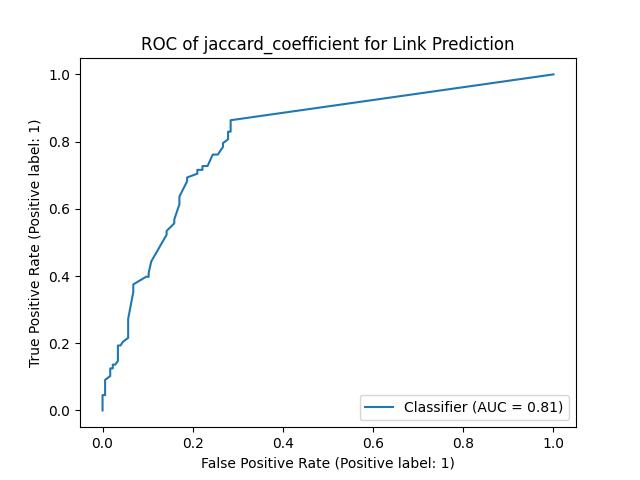 ROC of jaccard_coefficient for Link Prediction
True Positive Rate (Positive label: 1)
1.0
0.8
0.6
0.4
0.2
0.0
Classifier (AUC = 0.81)
0.0 0.2 0.4 0.6 0.8 1.0
False Positive Rate (Positive label: 1)